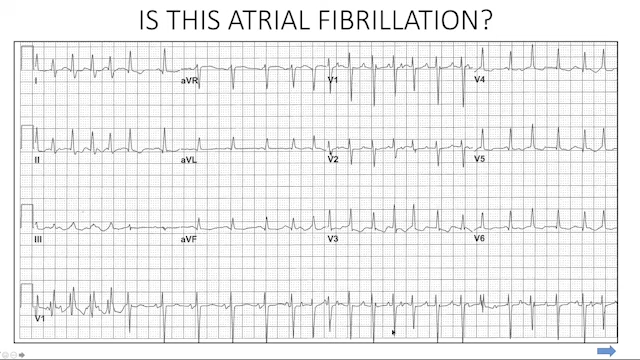 IS THIS ATRIAL FIBRILLATION?
I aVR V1 V4
II aVL V2 V5
III aVF V3 V6
V1